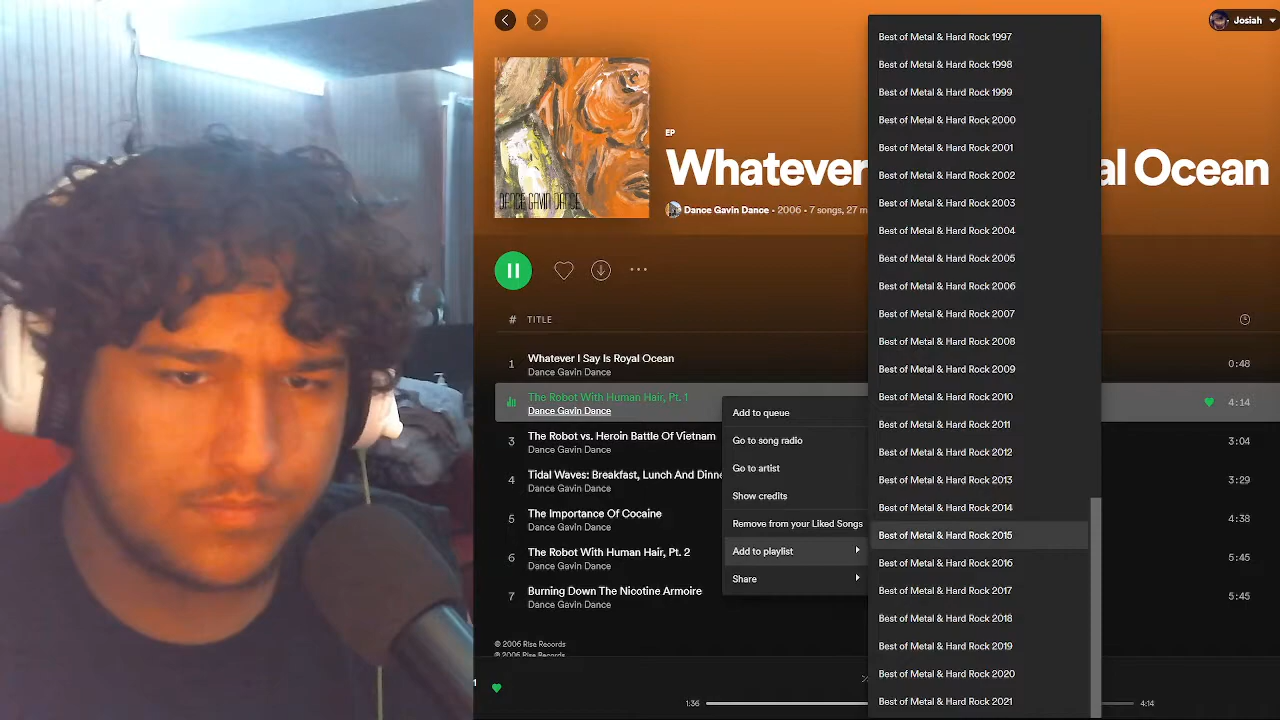 Josiah
EP
Whatever
al Ocean
DANCE GAVIN DANCE
Dance Gavin Dance • 2006 • 7 songs, 27 m
# TITLE
1 Whatever I Say Is Royal Ocean 0:48
Dance Gavin Dance
The Robot With Human Hair, Pt. 1 4:14
Dance Gavin Dance
3 The Robot vs. Heroin Battle Of Vietnam 3:04
Dance Gavin Dance
4 Tidal Waves: Breakfast, Lunch And Dinne 3:29
Dance Gavin Dance
5 The Importance Of Cocaine 4:38
Dance Gavin Dance
6 The Robot With Human Hair, Pt. 2 5:45
Dance Gavin Dance
7 Burning Down The Nicotine Armoire 5:45
Dance Gavin Dance
© 2006 Rise Records
℗ 2006 Rise Records
Add to queue
Go to song radio
Go to artist
Show credits
Remove from your Liked Songs
Add to playlist
Share
Best of Metal & Hard Rock 1997
Best of Metal & Hard Rock 1998
Best of Metal & Hard Rock 1999
Best of Metal & Hard Rock 2000
Best of Metal & Hard Rock 2001
Best of Metal & Hard Rock 2002
Best of Metal & Hard Rock 2003
Best of Metal & Hard Rock 2004
Best of Metal & Hard Rock 2005
Best of Metal & Hard Rock 2006
Best of Metal & Hard Rock 2007
Best of Metal & Hard Rock 2008
Best of Metal & Hard Rock 2009
Best of Metal & Hard Rock 2010
Best of Metal & Hard Rock 2011
Best of Metal & Hard Rock 2012
Best of Metal & Hard Rock 2013
Best of Metal & Hard Rock 2014
Best of Metal & Hard Rock 2015
Best of Metal & Hard Rock 2016
Best of Metal & Hard Rock 2017
Best of Metal & Hard Rock 2018
Best of Metal & Hard Rock 2019
Best of Metal & Hard Rock 2020
Best of Metal & Hard Rock 2021
1
1:36
4:14